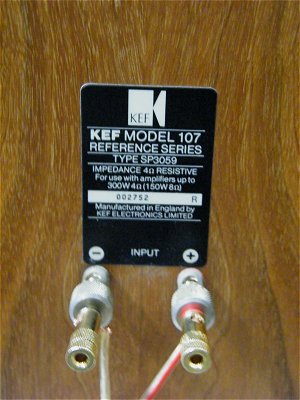 KEF
KEF MODEL 107
REFERENCE SERIES
TYPE SP3059
IMPEDANCE 4Ω RESISTIVE
For use with amplifiers up to
300W 4Ω (150W 8Ω)
002752 R
Manufactured in England by
KEF ELECTRONICS LIMITED
− INPUT +